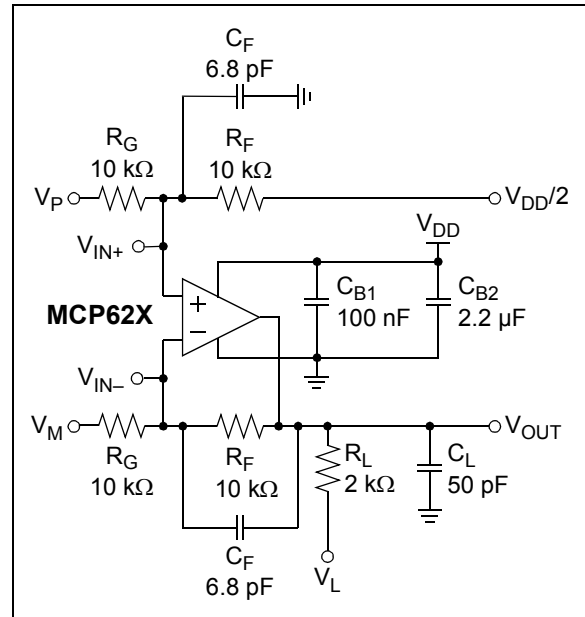 C_F
6.8 pF
R_G
10 kΩ
R_F
10 kΩ
V_P
V_DD/2
V_IN+
V_DD
MCP62X
+
−
C_B1
100 nF
C_B2
2.2 µF
V_IN–
V_M
V_OUT
R_G
10 kΩ
R_F
10 kΩ
R_L
2 kΩ
C_L
50 pF
C_F
6.8 pF
V_L